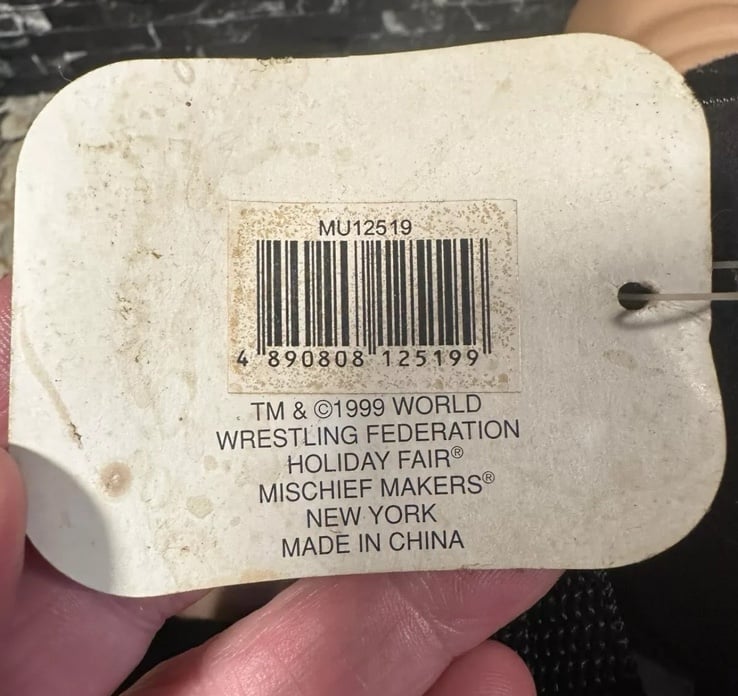 MU12519
4 890808 125199
TM & ©1999 WORLD
WRESTLING FEDERATION
HOLIDAY FAIR®
MISCHIEF MAKERS®
NEW YORK
MADE IN CHINA